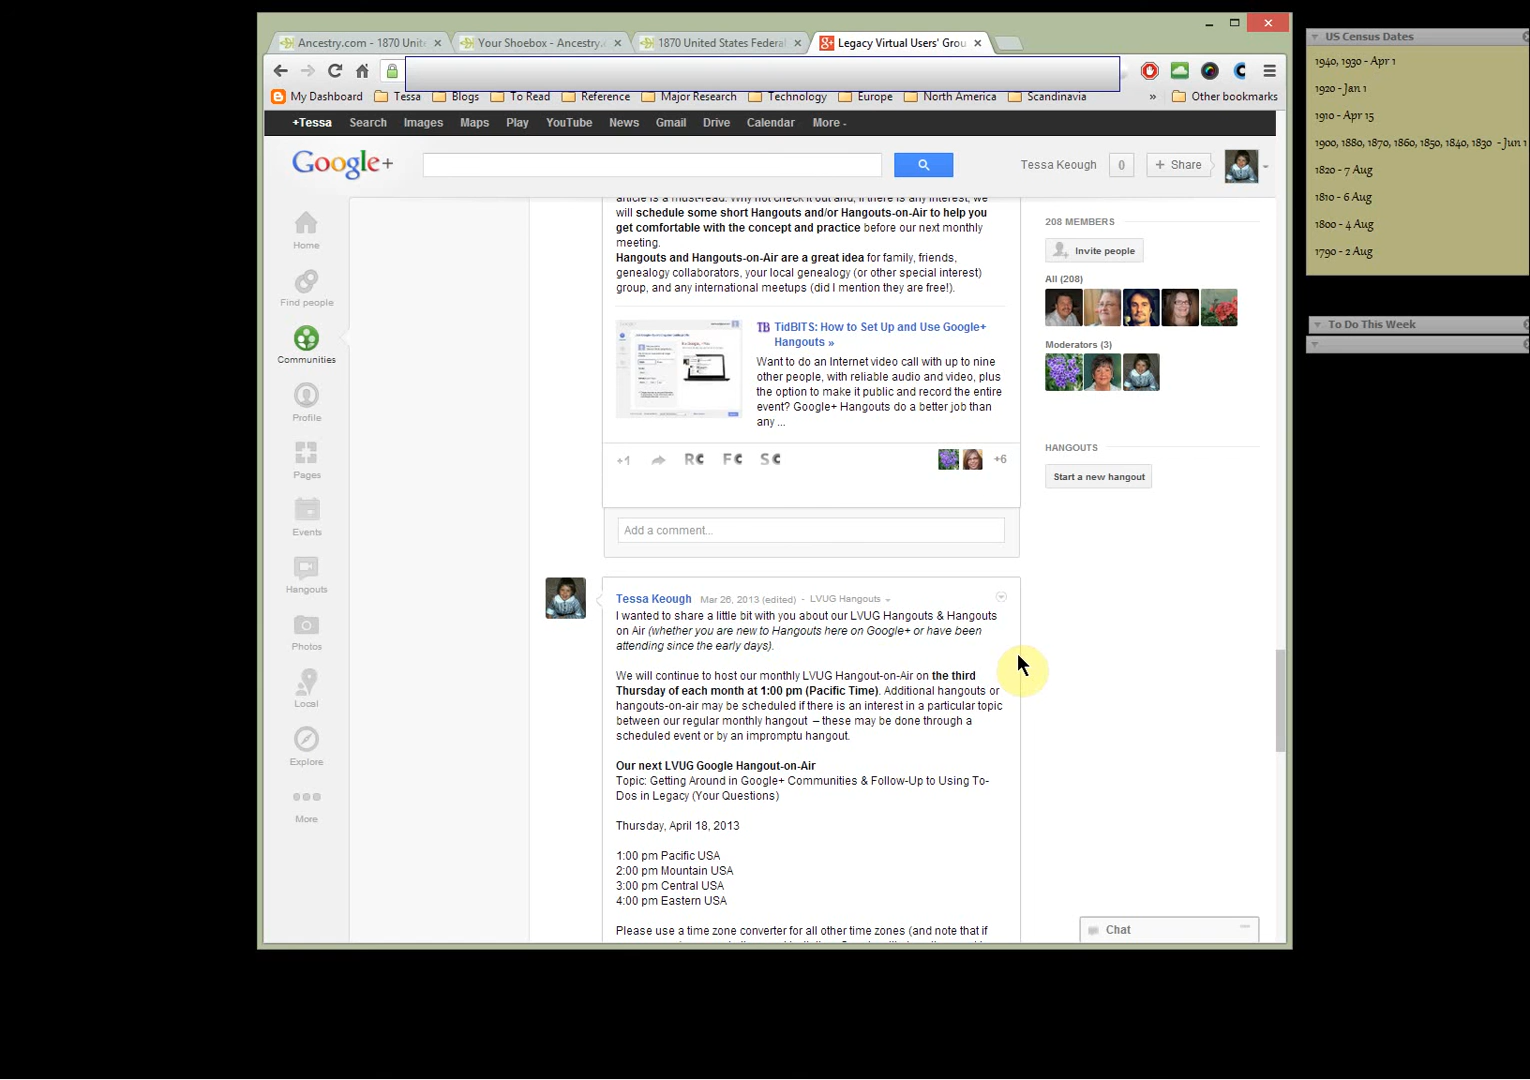 Ancestry.com - 1870 Unite
Your Shoebox - Ancestry.c
1870 United States Federal
Legacy Virtual Users' Grou
US Census Dates
1940, 1930 - Apr 1
1920 - Jan 1
1910 - Apr 15
1900, 1880, 1870, 1860, 1850, 1840, 1830 - Jun 1
1820 - 7 Aug
1810 - 6 Aug
1800 - 4 Aug
1790 - 2 Aug
To Do This Week
My Dashboard Tessa Blogs To Read Reference Major Research Technology Europe North America Scandinavia » Other bookmarks
+Tessa Search Images Maps Play YouTube News Gmail Drive Calendar More
Google+
Tessa Keough 0 + Share
Home
Find people
Communities
Profile
Pages
Events
Hangouts
Photos
Local
Explore
More
article is a must-read. Why not check it out and, if there is any interest, we
will schedule some short Hangouts and/or Hangouts-on-Air to help you
get comfortable with the concept and practice before our next monthly
meeting.
Hangouts and Hangouts-on-Air are a great idea for family, friends,
genealogy collaborators, your local genealogy (or other special interest)
group, and any international meetups (did I mention they are free!).
TB TidBITS: How to Set Up and Use Google+
Hangouts »
Want to do an Internet video call with up to nine
other people, with reliable audio and video, plus
the option to make it public and record the entire
event? Google+ Hangouts do a better job than
any ...
+1 RC FC SC +6
Add a comment...
Tessa Keough Mar 26, 2013 (edited) - LVUG Hangouts
I wanted to share a little bit with you about our LVUG Hangouts & Hangouts
on Air (whether you are new to Hangouts here on Google+ or have been
attending since the early days).
We will continue to host our monthly LVUG Hangout-on-Air on the third
Thursday of each month at 1:00 pm (Pacific Time). Additional hangouts or
hangouts-on-air may be scheduled if there is an interest in a particular topic
between our regular monthly hangout – these may be done through a
scheduled event or by an impromptu hangout.
Our next LVUG Google Hangout-on-Air
Topic: Getting Around in Google+ Communities & Follow-Up to Using To-
Dos in Legacy (Your Questions)
Thursday, April 18, 2013
1:00 pm Pacific USA
2:00 pm Mountain USA
3:00 pm Central USA
4:00 pm Eastern USA
Please use a time zone converter for all other time zones (and note that if
208 MEMBERS
Invite people
All (208)
Moderators (3)
HANGOUTS
Start a new hangout
Chat